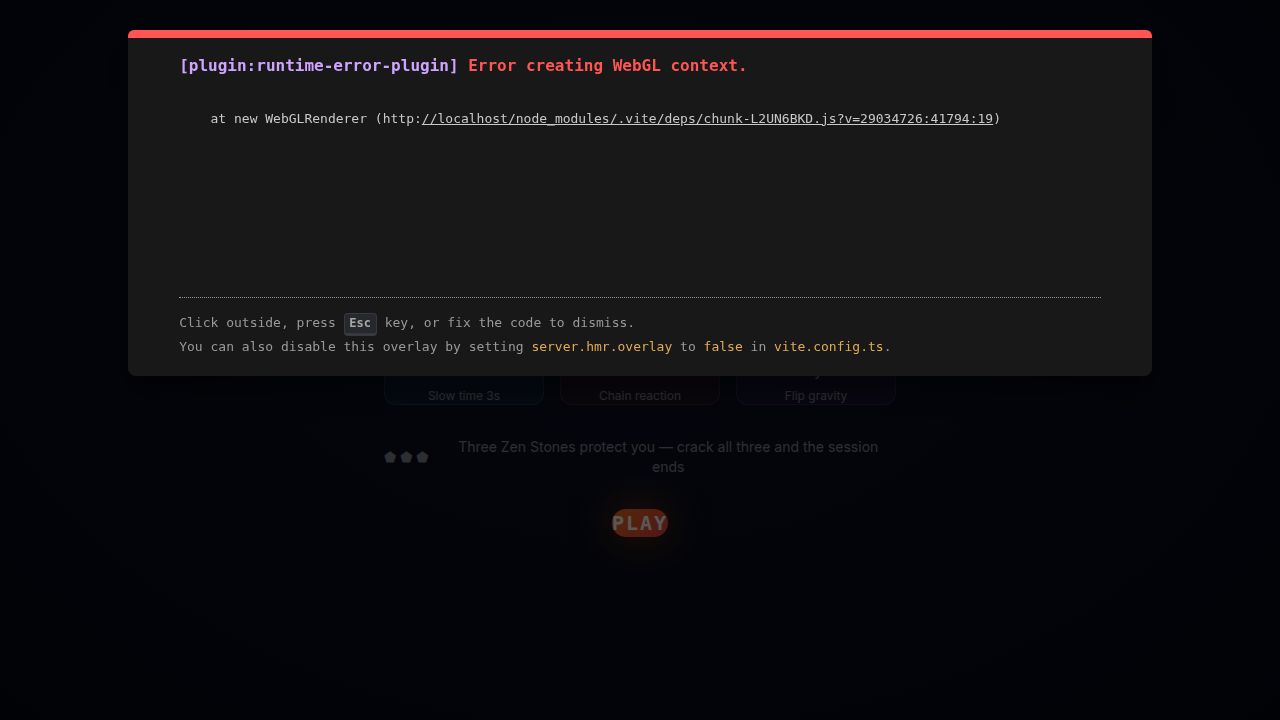 [plugin:runtime-error-plugin] Error creating WebGL context.
at new WebGLRenderer (http://localhost/node_modules/.vite/deps/chunk-L2UN6BKD.js?v=29034726:41794:19)
Click outside, press Esc key, or fix the code to dismiss.
You can also disable this overlay by setting server.hmr.overlay to false in vite.config.ts.
Slow time 3s
Chain reaction
Flip gravity
Three Zen Stones protect you — crack all three and the session
ends
PLAY